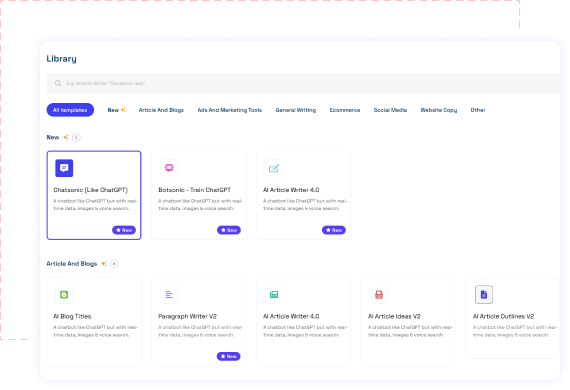 Library
E.g. Article Writer "Facebook ads"
All templates
New
Article And Blogs
Ads And Marketing Tools
General Writing
Ecommerce
Social Media
Website Copy
Other
New
Chatsonic (Like ChatGPT)
A chatbot like ChatGPT but with real-
time data, images & voice search.
New
Botsonic - Train ChatGPT
A chatbot like ChatGPT but with real-
time data, images & voice search.
New
AI Article Writer 4.0
A chatbot like ChatGPT but with real-
time data, images & voice search.
New
Article And Blogs
AI Blog Titles
A chatbot like ChatGPT but with real-
time data, images & voice search.
Paragraph Writer V2
A chatbot like ChatGPT but with real-
time data, images & voice search.
New
AI Article Writer 4.0
A chatbot like ChatGPT but with real-
time data, images & voice search.
AI Article Ideas V2
A chatbot like ChatGPT but with real-
time data, images & voice search.
AI Article Outlines V2
A chatbot like ChatGPT but with real-
time data, images & voice search.